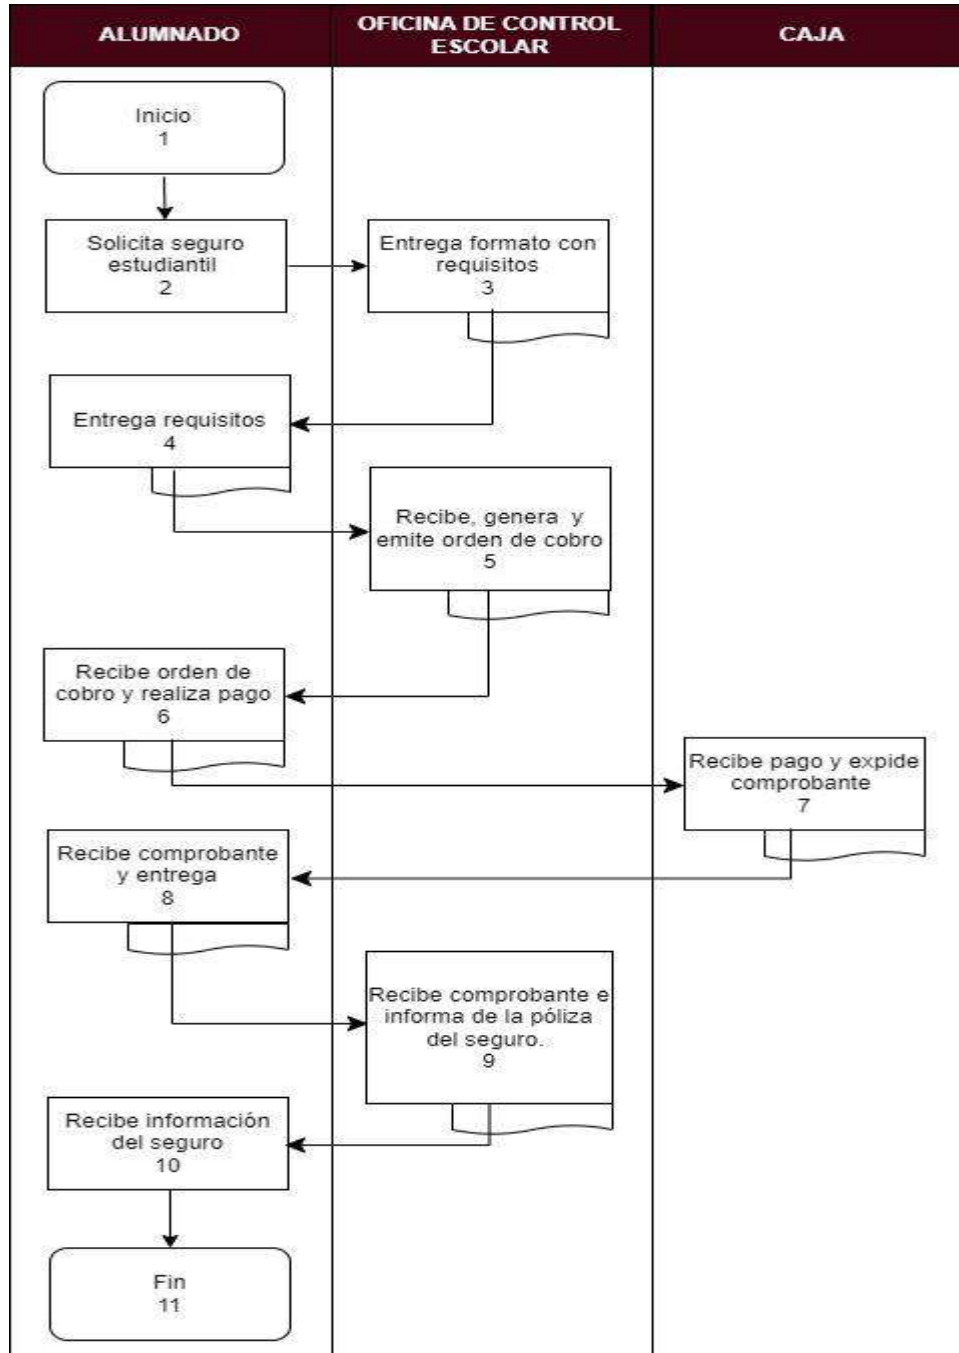 ALUMNADO
OFICINA DE CONTROL
ESCOLAR
CAJA
Inicio
1
Solicita seguro
estudiantil
2
Entrega formato con
requisitos
3
Entrega requisitos
4
Recibe, genera y
emite orden de cobro
5
Recibe orden de
cobro y realiza pago
6
Recibe pago y expide
comprobante
7
Recibe comprobante
y entrega
8
Recibe comprobante e
informa de la póliza
del seguro.
9
Recibe información
del seguro
10
Fin
11